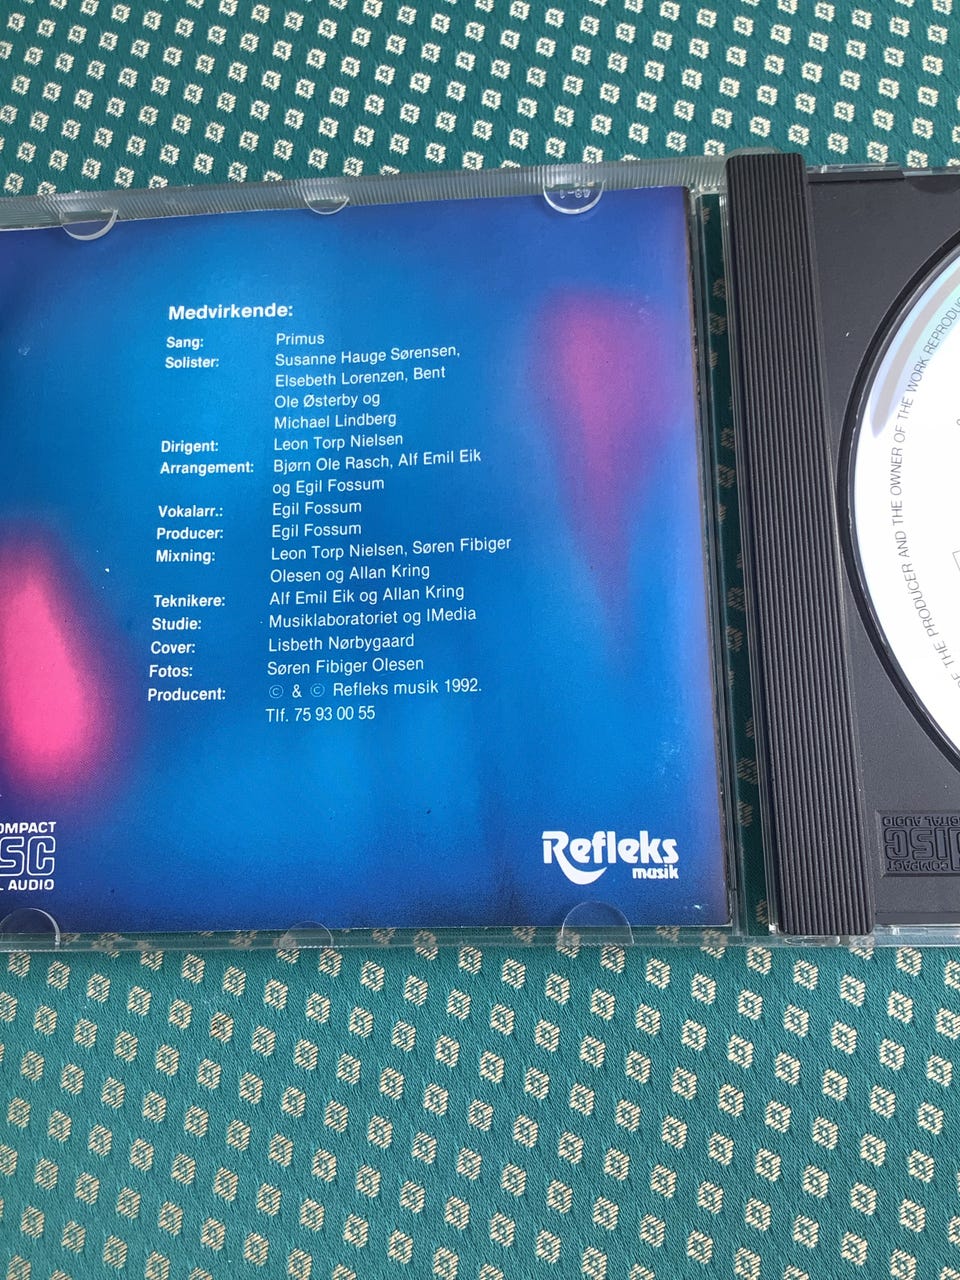 Medvirkende:
Sang: Primus
Solister: Susanne Hauge Sørensen,
Elsebeth Lorenzen, Bent
Ole Østerby og
Michael Lindberg
Dirigent: Leon Torp Nielsen
Arrangement: Bjørn Ole Rasch, Alf Emil Eik
og Egil Fossum
Vokalarr.: Egil Fossum
Producer: Egil Fossum
Mixning: Leon Torp Nielsen, Søren Fibiger
Olesen og Allan Kring
Teknikere: Alf Emil Eik og Allan Kring
Studie: Musiklaboratoriet og IMedia
Cover: Lisbeth Nørbygaard
Fotos: Søren Fibiger Olesen
Producent: © & © Refleks musik 1992.
Tlf. 75 93 00 55
OMPACT
SC
L AUDIO
Refleks
musik
OF THE PRODUCER AND THE OWNER OF THE WORK REPRODUC
COMPACT
DISC
IGITAL AUDIO